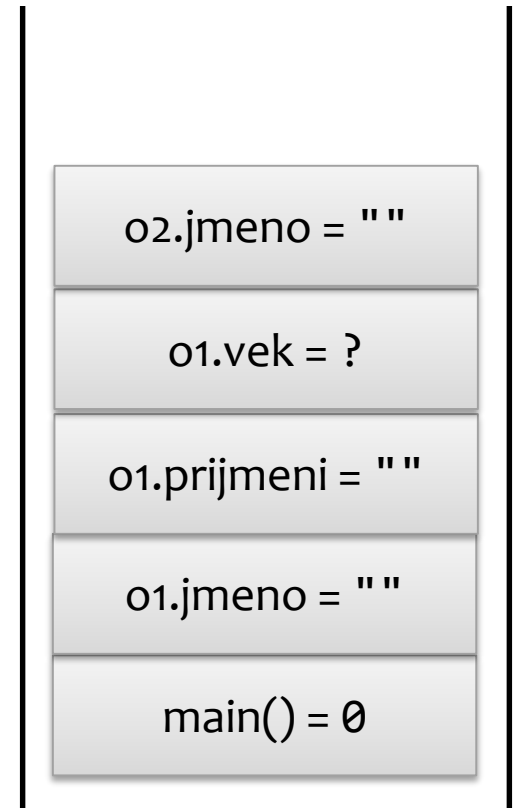 o2.jmeno = ""
o1.vek = ?
o1.prijmeni = ""
o1.jmeno = ""
main() = 0